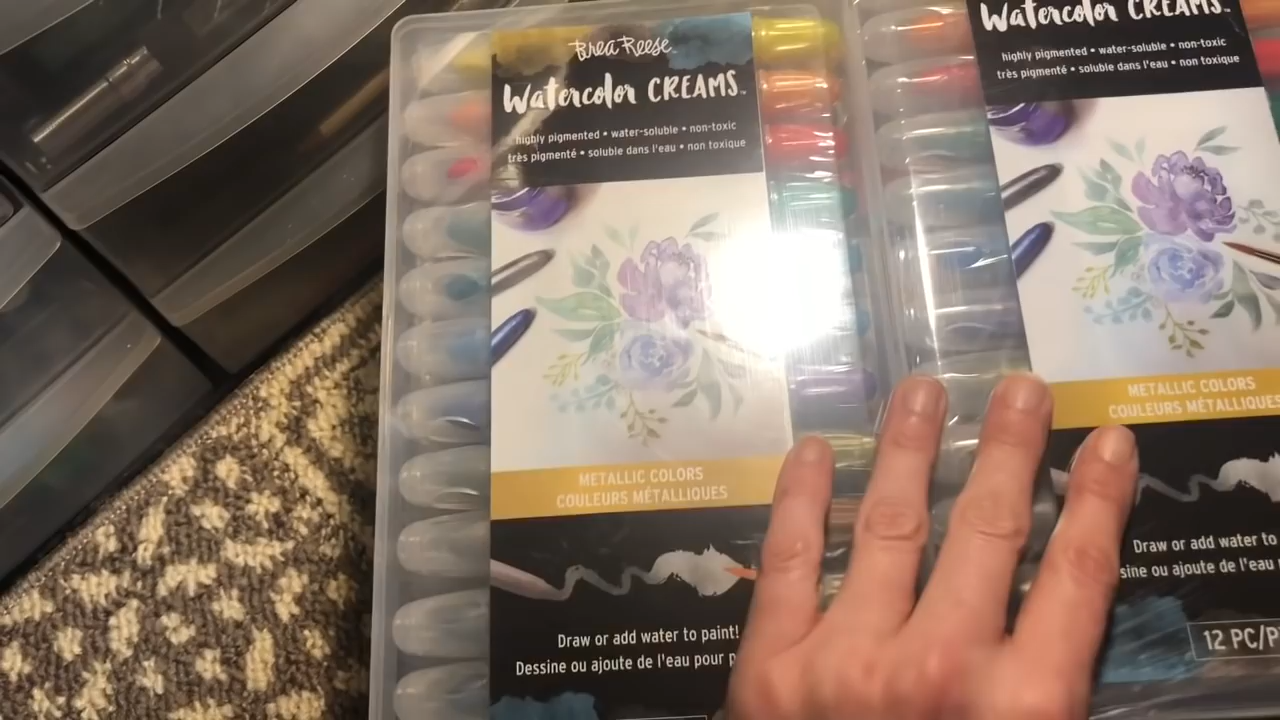 Brea Reese
Watercolor CREAMS™
highly pigmented • water-soluble • non-toxic
très pigmenté • soluble dans l'eau • non toxique
METALLIC COLORS
COULEURS MÉTALLIQUES
Draw or add water to paint!
Dessine ou ajoute de l'eau pour p
Watercolor CREAMS™
highly pigmented • water-soluble • non-toxic
très pigmenté • soluble dans l'eau • non toxique
METALLIC COLORS
COULEURS MÉTALLIQUES
Draw or add water to
sine ou ajoute de l'eau
12 PC/P